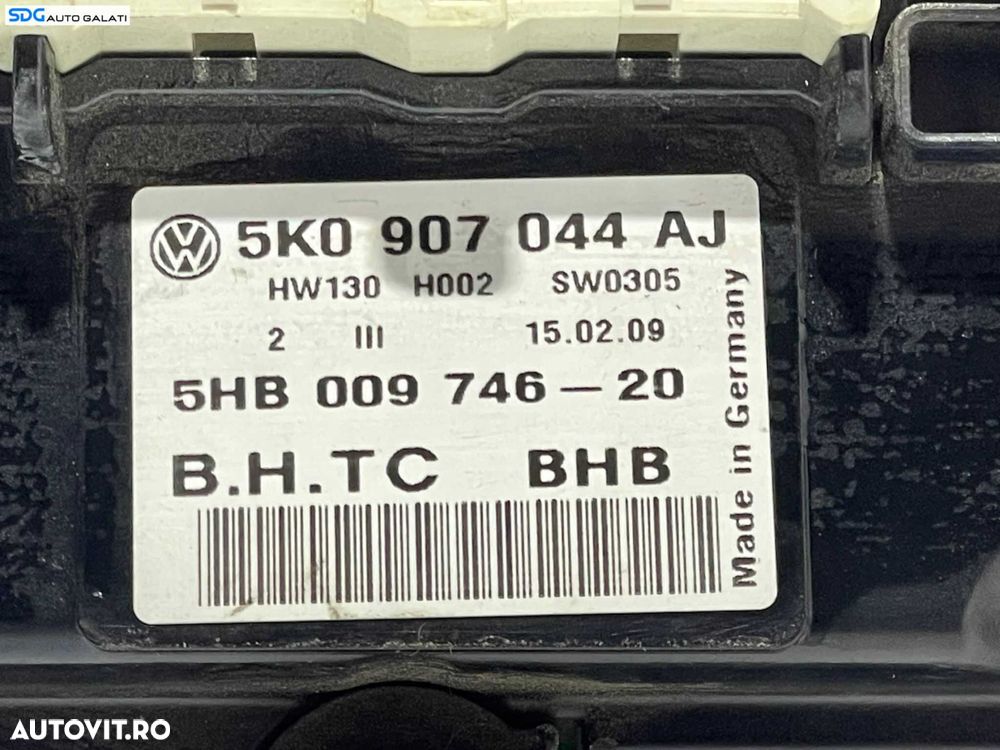 SDG AUTO GALATI
5K0 907 044 AJ
HW130 H002 SW0305
2 III 15.02.09
5HB 009 746-20
B.H.TC BHB
Made in Germany
AUTOVIT.RO